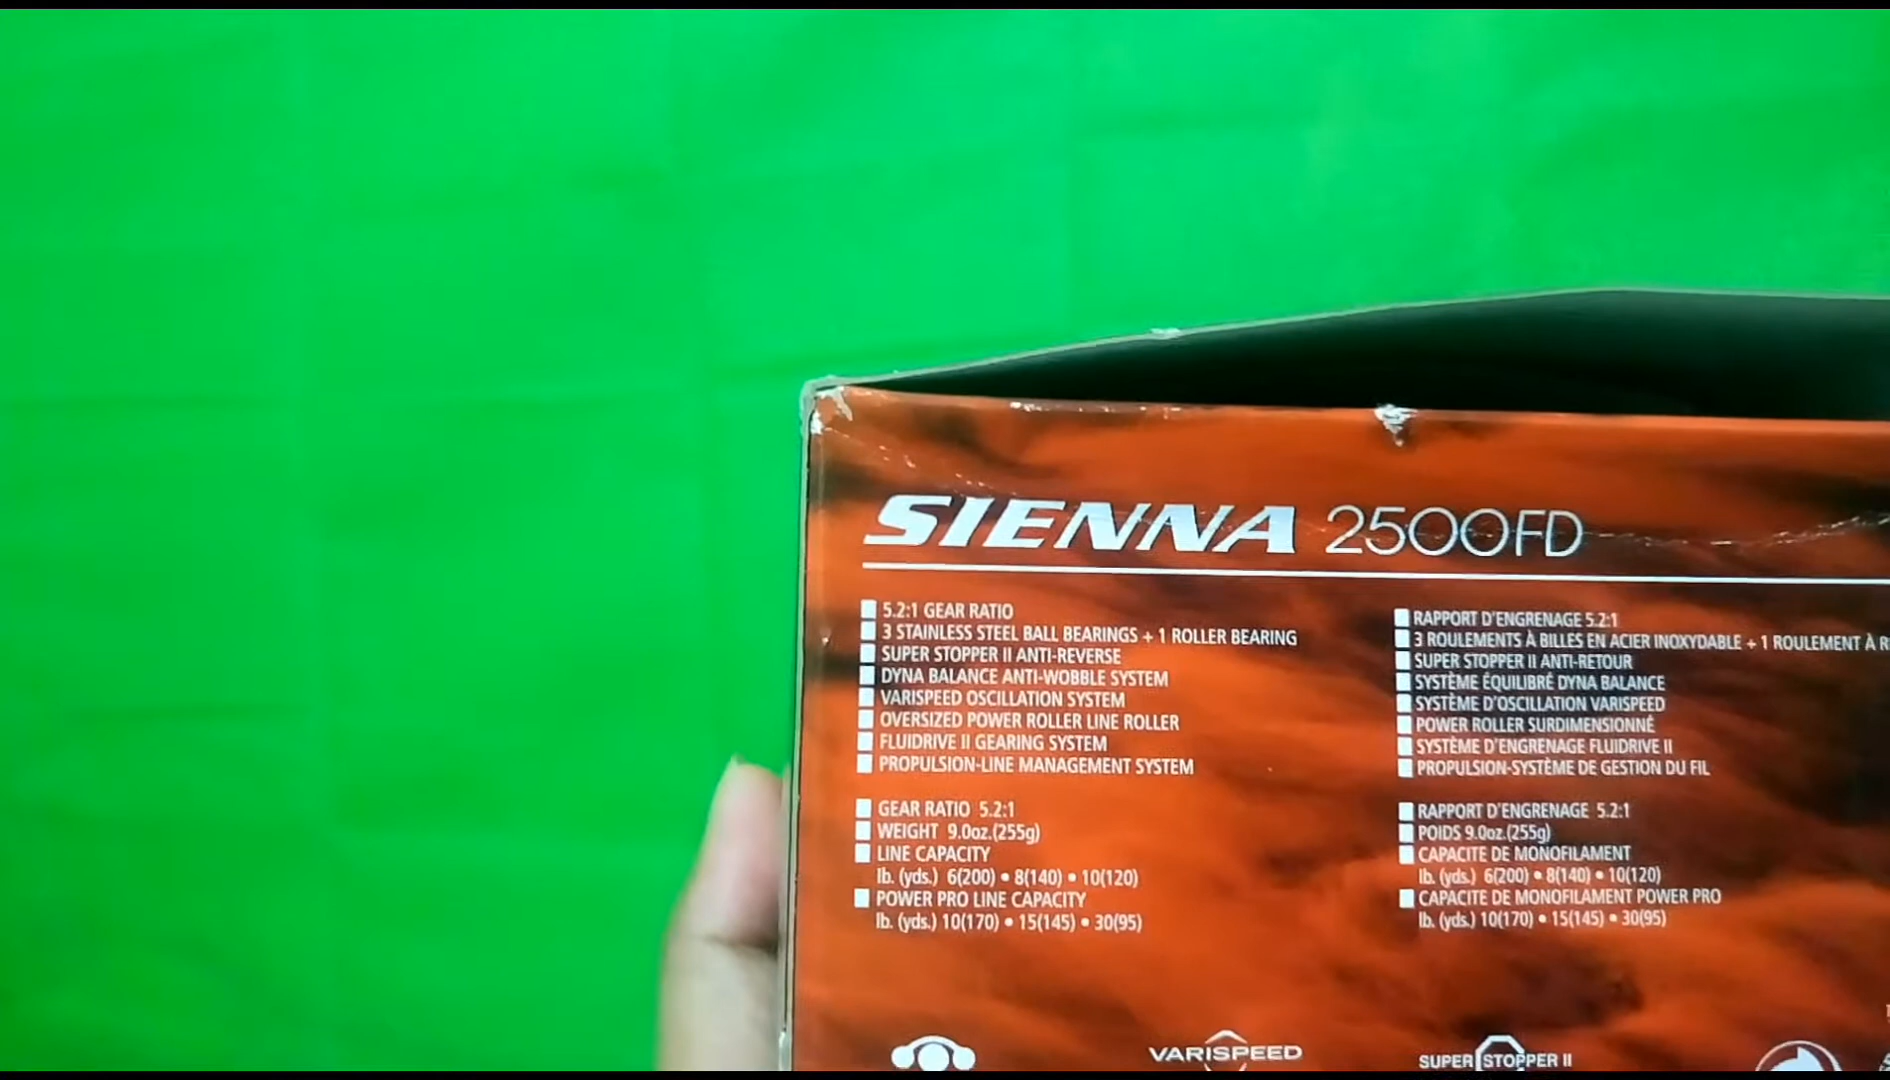 SIENNA 2500FD
5.2:1 GEAR RATIO
3 STAINLESS STEEL BALL BEARINGS + 1 ROLLER BEARING
SUPER STOPPER II ANTI-REVERSE
DYNA BALANCE ANTI-WOBBLE SYSTEM
VARISPEED OSCILLATION SYSTEM
OVERSIZED POWER ROLLER LINE ROLLER
FLUIDRIVE II GEARING SYSTEM
PROPULSION-LINE MANAGEMENT SYSTEM
GEAR RATIO 5.2:1
WEIGHT 9.0oz.(255g)
LINE CAPACITY
lb. (yds.) 6(200) • 8(140) • 10(120)
POWER PRO LINE CAPACITY
lb. (yds.) 10(170) • 15(145) • 30(95)
RAPPORT D'ENGRENAGE 5.2:1
3 ROULEMENTS À BILLES EN ACIER INOXYDABLE + 1 ROULEMENT À
SUPER STOPPER II ANTI-RETOUR
SYSTÈME ÉQUILIBRÉ DYNA BALANCE
SYSTÈME D'OSCILLATION VARISPEED
POWER ROLLER SURDIMENSIONNÉ
SYSTÈME D'ENGRENAGE FLUIDRIVE II
PROPULSION-SYSTÈME DE GESTION DU FIL
RAPPORT D'ENGRENAGE 5.2:1
POIDS 9.0oz.(255g)
CAPACITE DE MONOFILAMENT
lb. (yds.) 6(200) • 8(140) • 10(120)
CAPACITE DE MONOFILAMENT POWER PRO
lb. (yds.) 10(170) • 15(145) • 30(95)
VARISPEED
SUPER STOPPER II